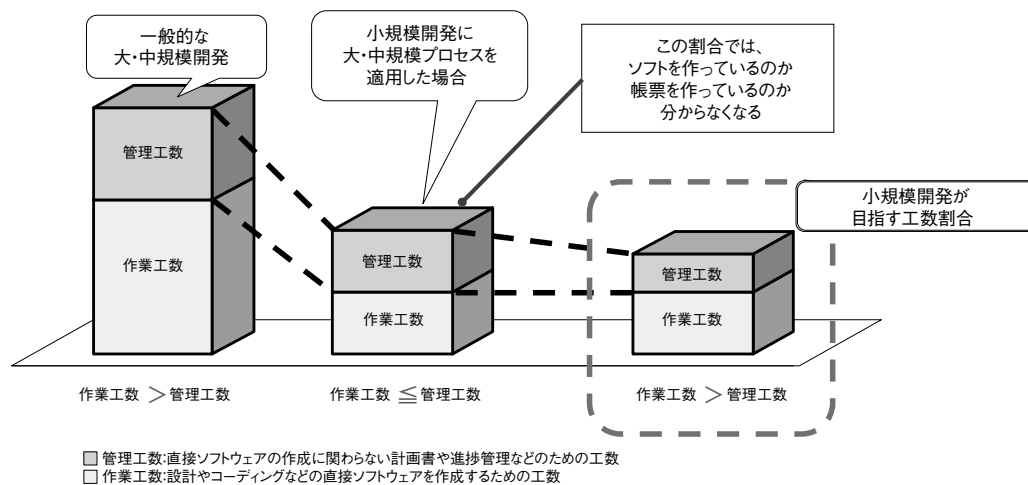 一般的な
大・中規模開発
小規模開発に
大・中規模プロセスを
適用した場合
この割合では、
ソフトを作っているのか
帳票を作っているのか
分からなくなる
小規模開発が
目指す工数割合
管理工数
作業工数
管理工数
作業工数
管理工数
作業工数
作業工数 > 管理工数
作業工数 ≦ 管理工数
作業工数 > 管理工数
管理工数:直接ソフトウェアの作成に関わらない計画書や進捗管理などのための工数
作業工数:設計やコーディングなどの直接ソフトウェアを作成するための工数